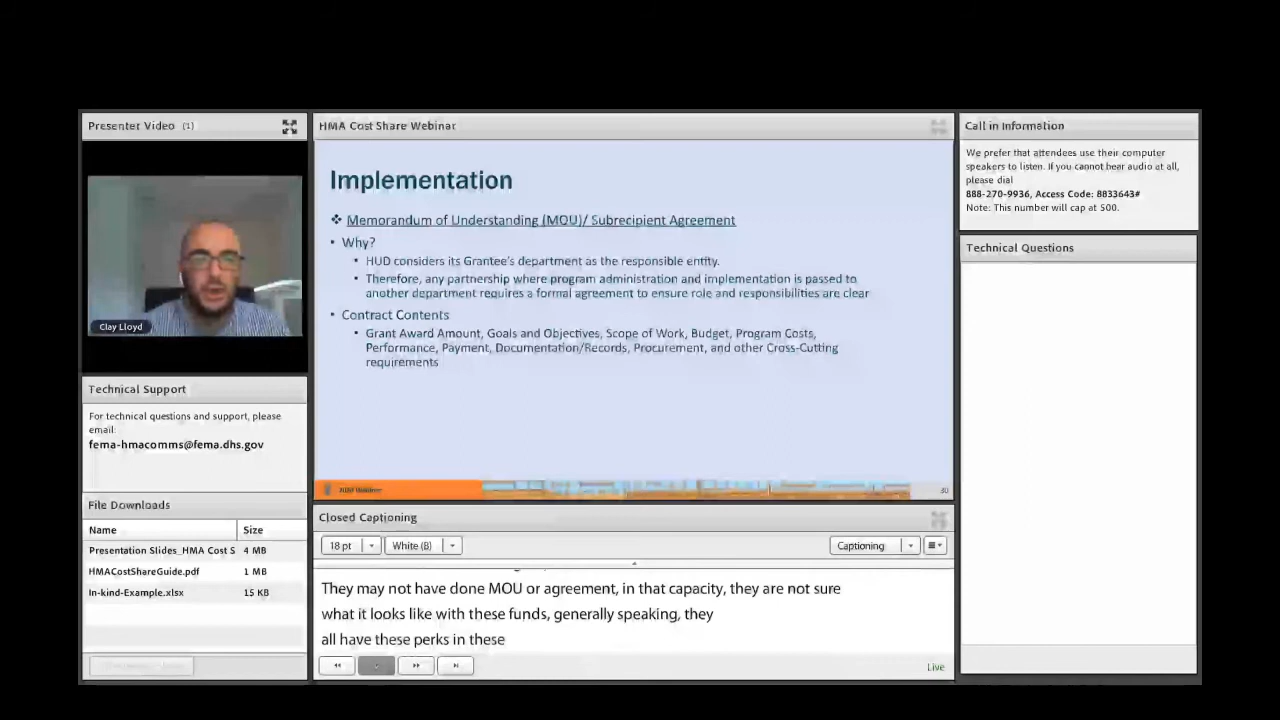 Presenter Video (1)
Clay Lloyd
Technical Support
For technical questions and support, please
email:
fema-hmacomms@fema.dhs.gov
File Downloads
Name Size
Presentation Slides_HMA Cost S 4 MB
HMACostShareGuide.pdf 1 MB
In-kind-Example.xlsx 15 KB
HMA Cost Share Webinar
Implementation
❖ Memorandum of Understanding (MOU)/ Subrecipient Agreement
• Why?
• HUD considers its Grantee's department as the responsible entity.
• Therefore, any partnership where program administration and implementation is passed to
another department requires a formal agreement to ensure role and responsibilities are clear
• Contract Contents
• Grant Award Amount, Goals and Objectives, Scope of Work, Budget, Program Costs,
Performance, Payment, Documentation/Records, Procurement, and other Cross-Cutting
requirements
30
Closed Captioning
18 pt White (B) Captioning
They may not have done MOU or agreement, in that capacity, they are not sure
what it looks like with these funds, generally speaking, they
all have these perks in these
Live
Call in Information
We prefer that attendees use their computer
speakers to listen. If you cannot hear audio at all,
please dial
888-270-9936, Access Code: 8833643#
Note: This number will cap at 500.
Technical Questions